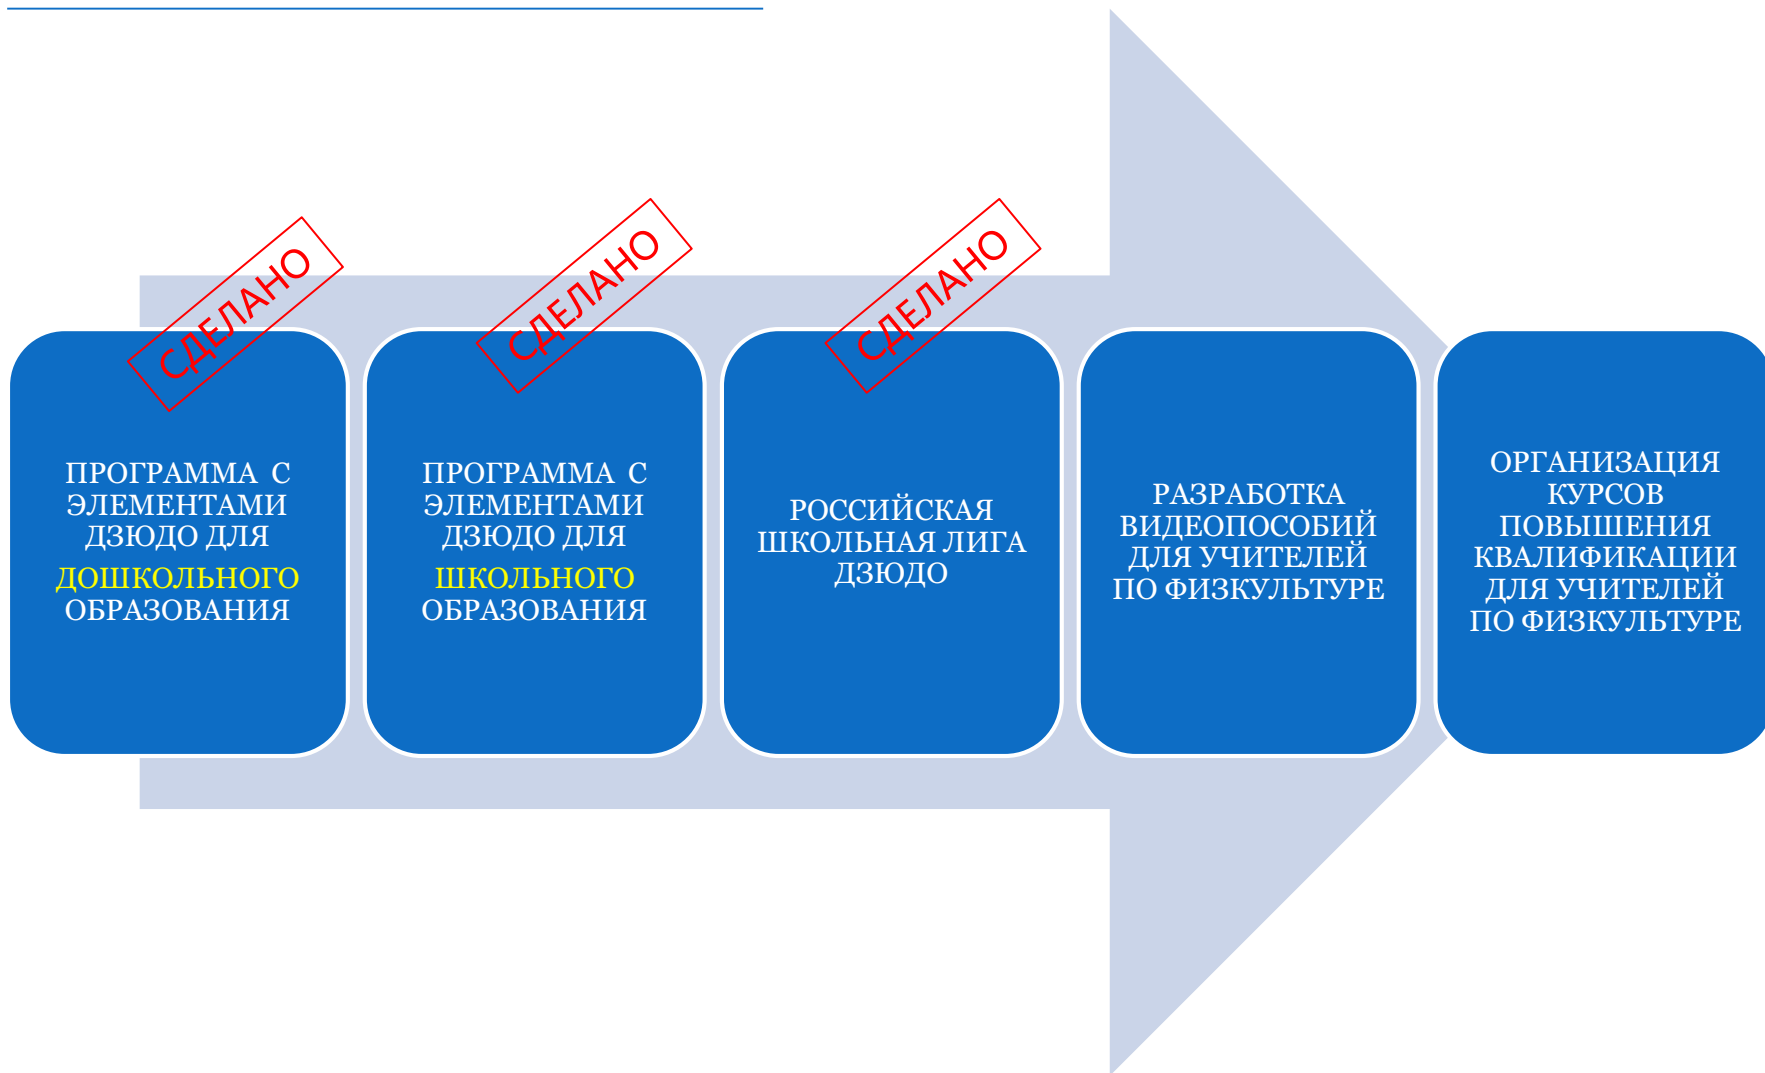 СДЕЛАНО
ПРОГРАММА С
ЭЛЕМЕНТАМИ
ДЗЮДО ДЛЯ
ДОШКОЛЬНОГО
ОБРАЗОВАНИЯ
СДЕЛАНО
ПРОГРАММА С
ЭЛЕМЕНТАМИ
ДЗЮДО ДЛЯ
ШКОЛЬНОГО
ОБРАЗОВАНИЯ
СДЕЛАНО
РОССИЙСКАЯ
ШКОЛЬНАЯ ЛИГА
ДЗЮДО
РАЗРАБОТКА
ВИДЕОПОСОБИЙ
ДЛЯ УЧИТЕЛЕЙ
ПО ФИЗКУЛЬТУРЕ
ОРГАНИЗАЦИЯ
КУРСОВ
ПОВЫШЕНИЯ
КВАЛИФИКАЦИИ
ДЛЯ УЧИТЕЛЕЙ
ПО ФИЗКУЛЬТУРЕ